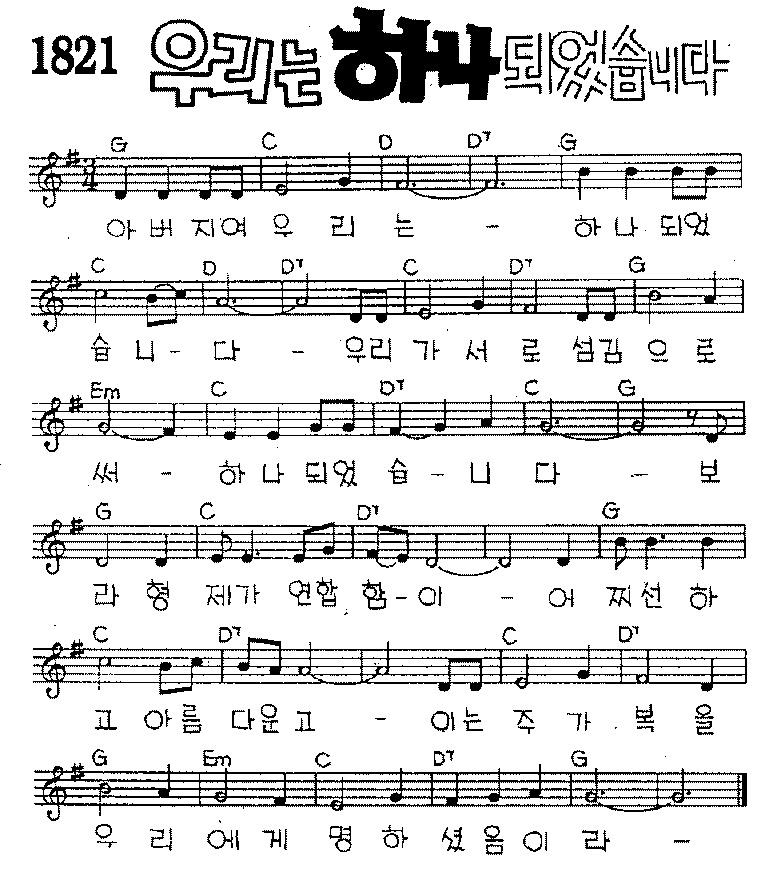 1821 우리는 하나 되었습니다
G C D D7 G
아 버 지여 우 리 는 - 하 나 되었
C D D7 C D7 G
습 니 - 다 - 우리 가 서 로 섬김 으 로
Em C D7 C G
써 - 하 나 되었 습 - 니 다 - 보
G C D7 G
라 형 제가 연합 함 - 이 - 어 찌선 하
C D7 C D7
고 아름 다운 고 - 이는 주 가 복 을
G Em C D7 G
우 리 에 게 명 하 셨 음 이 라 -